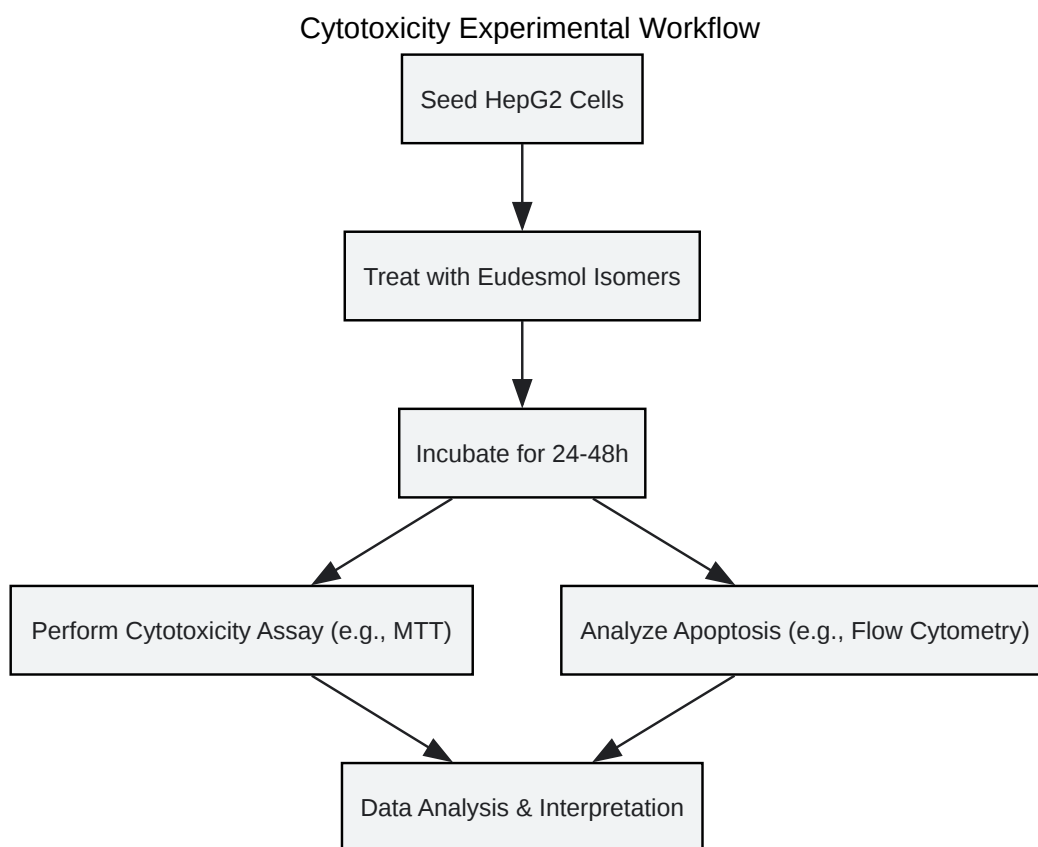 Cytotoxicity Experimental Workflow
Seed HepG2 Cells
Treat with Eudesmol Isomers
Incubate for 24-48h
Perform Cytotoxicity Assay (e.g., MTT)
Analyze Apoptosis (e.g., Flow Cytometry)
Data Analysis & Interpretation